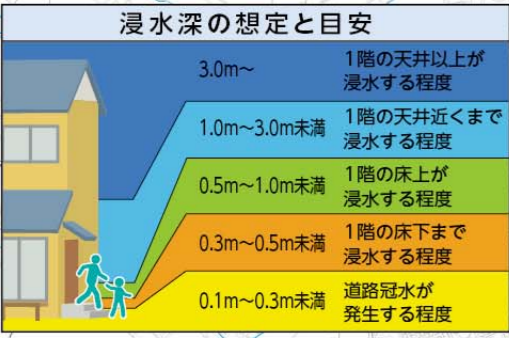 浸水深の想定と目安
3.0m〜 1階の天井以上が
浸水する程度
1.0m〜3.0m未満 1階の天井近くまで
浸水する程度
0.5m〜1.0m未満 1階の床上が
浸水する程度
0.3m〜0.5m未満 1階の床下まで
浸水する程度
0.1m〜0.3m未満 道路冠水が
発生する程度